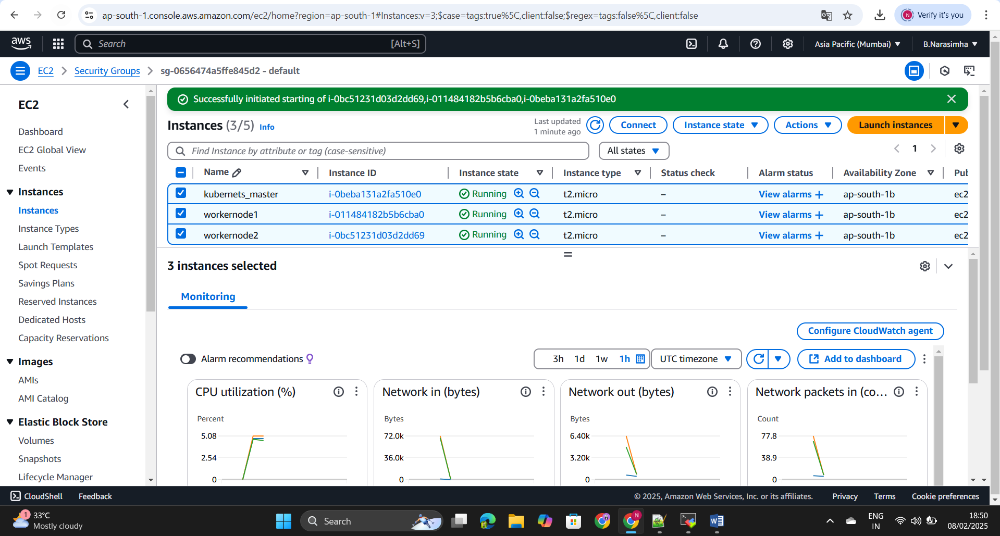 ap-south-1.console.aws.amazon.com/ec2/home?region=ap-south-1#Instances:v=3;$case=tags:true%5C,client:false;$regex=tags:false%5C,client:false
N Verify it's you
aws Search [Alt+S] Asia Pacific (Mumbai) B.Narasimha
EC2 Security Groups sg-0656474a5ffe845d2 - default
EC2
Dashboard
EC2 Global View
Events
Instances
Instances
Instance Types
Launch Templates
Spot Requests
Savings Plans
Reserved Instances
Dedicated Hosts
Capacity Reservations
Images
AMIs
AMI Catalog
Elastic Block Store
Volumes
Snapshots
Lifecycle Manager
Successfully initiated starting of i-0bc51231d03d2dd69,i-011484182b5b6cba0,i-0beba131a2fa510e0
Instances (3/5) Info
Last updated
1 minute ago
Connect Instance state Actions Launch instances
Find Instance by attribute or tag (case-sensitive) All states 1
Name Instance ID Instance state Instance type Status check Alarm status Availability Zone Pub
kubernets_master i-0beba131a2fa510e0 Running t2.micro – View alarms + ap-south-1b ec2
workernode1 i-011484182b5b6cba0 Running t2.micro – View alarms + ap-south-1b ec2
workernode2 i-0bc51231d03d2dd69 Running t2.micro – View alarms + ap-south-1b ec2
3 instances selected
Monitoring
Configure CloudWatch agent
Alarm recommendations 3h 1d 1w 1h UTC timezone Add to dashboard
CPU utilization (%)
Percent
5.08
2.54
0
Network in (bytes)
Bytes
72.0k
36.0k
0
Network out (bytes)
Bytes
6.40k
3.20k
0
Network packets in (co...
Count
77.8
38.9
0
CloudShell Feedback © 2025, Amazon Web Services, Inc. or its affiliates. Privacy Terms Cookie preferences
1
33°C
Mostly cloudy
Search
N
ENG
IN
18:50
08/02/2025